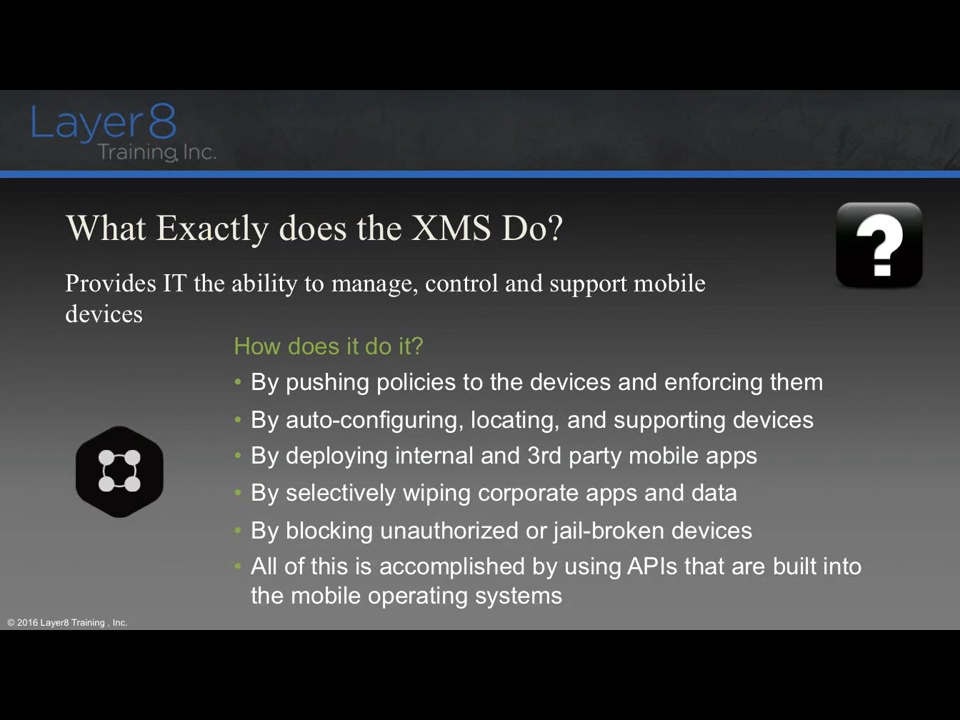 Layer8
Training, Inc.
What Exactly does the XMS Do?
?
Provides IT the ability to manage, control and support mobile
devices
How does it do it?
• By pushing policies to the devices and enforcing them
• By auto-configuring, locating, and supporting devices
• By deploying internal and 3rd party mobile apps
• By selectively wiping corporate apps and data
• By blocking unauthorized or jail-broken devices
• All of this is accomplished by using APIs that are built into
the mobile operating systems
© 2016 Layer8 Training , Inc.